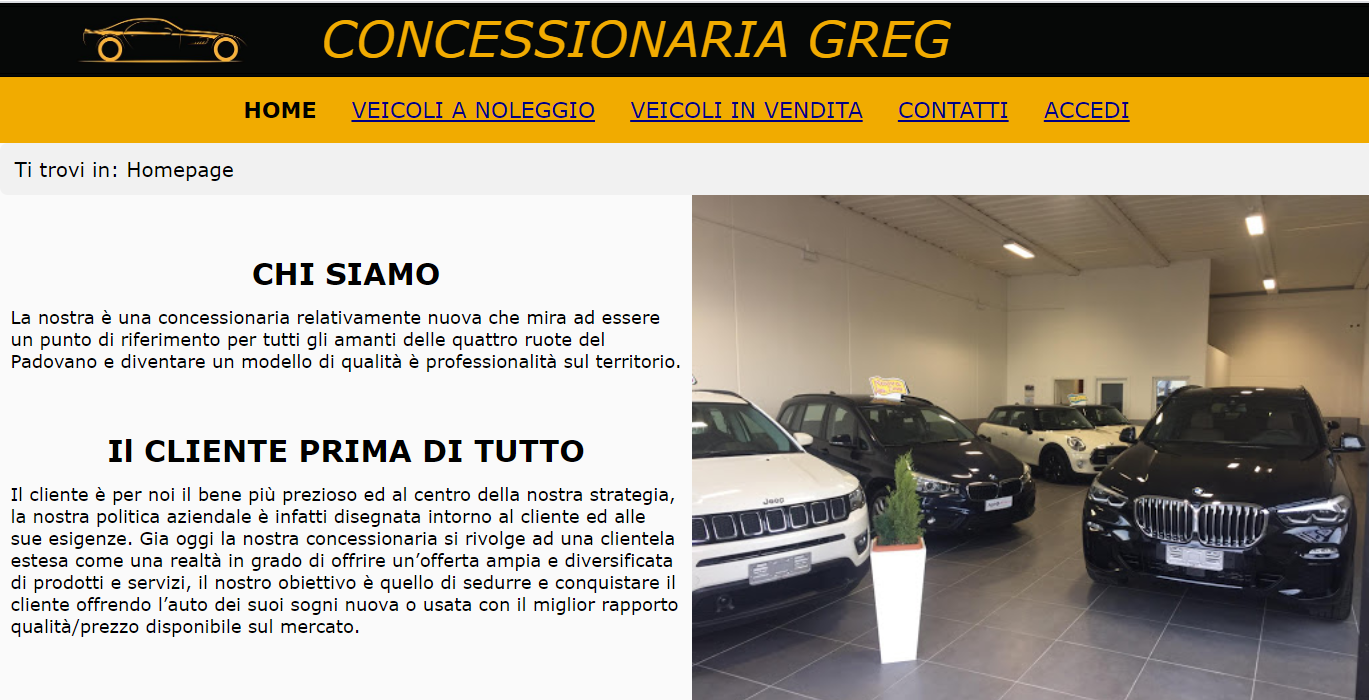 CONCESSIONARIA GREG
HOME VEICOLI A NOLEGGIO VEICOLI IN VENDITA CONTATTI ACCEDI
Ti trovi in: Homepage
CHI SIAMO
La nostra è una concessionaria relativamente nuova che mira ad essere
un punto di riferimento per tutti gli amanti delle quattro ruote del
Padovano e diventare un modello di qualità è professionalità sul territorio.
Il CLIENTE PRIMA DI TUTTO
Il cliente è per noi il bene più prezioso ed al centro della nostra strategia,
la nostra politica aziendale è infatti disegnata intorno al cliente ed alle
sue esigenze. Gia oggi la nostra concessionaria si rivolge ad una clientela
estesa come una realtà in grado di offrire un’offerta ampia e diversificata
di prodotti e servizi, il nostro obiettivo è quello di sedurre e conquistare il
cliente offrendo l’auto dei suoi sogni nuova o usata con il miglior rapporto
qualità/prezzo disponibile sul mercato.
Jeep